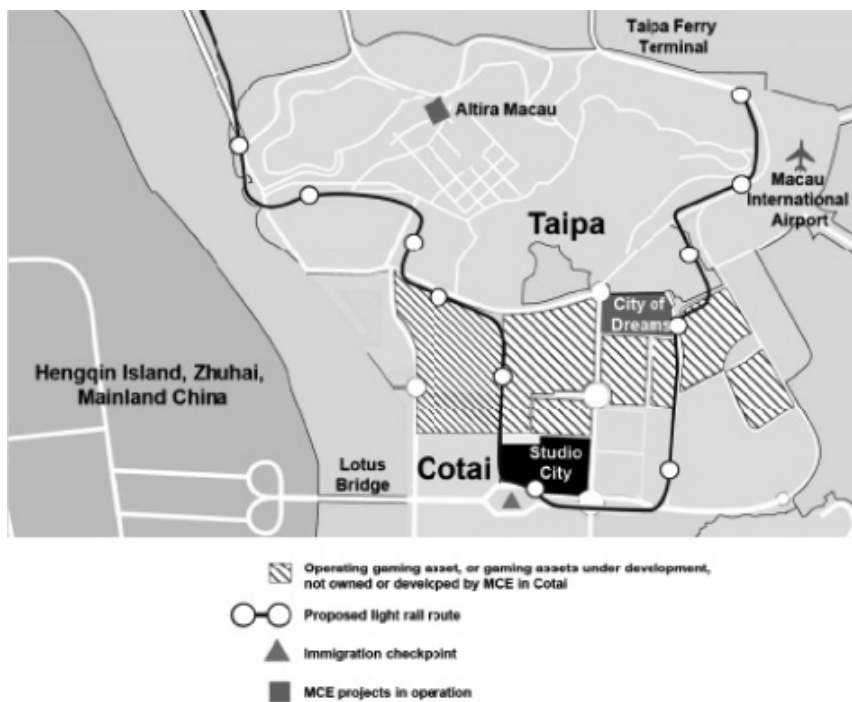 Taipa Ferry
Terminal
Altira Macau
Macau
International
Airport
Taipa
City of
Dreams
Hengqin Island, Zhuhai,
Mainland China
Lotus
Bridge
Cotai
Studio
City
Operating gaming asset, or gaming assets under development,
not owned or developed by MCE in Cotai
Proposed light rail route
Immigration checkpoint
MCE projects in operation